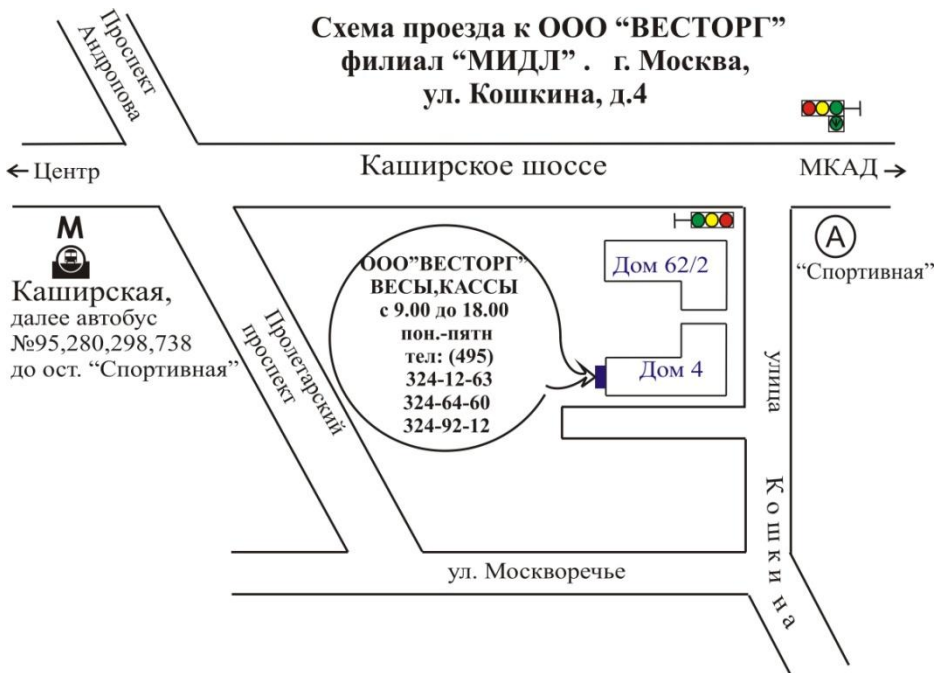 Схема проезда к ООО “ВЕСТОРГ”
филиал “МИДЛ” . г. Москва,
ул. Кошкина, д.4
Проспект
Андропова
← Центр
Каширское шоссе
МКАД →
М
Каширская,
далее автобус
№95,280,298,738
до ост. “Спортивная”
Пролетарский
проспект
ООО”ВЕСТОРГ”
ВЕСЫ,КАССЫ
с 9.00 до 18.00
пон.-пятн
тел: (495)
324-12-63
324-64-60
324-92-12
Дом 62/2
Дом 4
А
“Спортивная”
улица Кошкина
ул. Москворечье